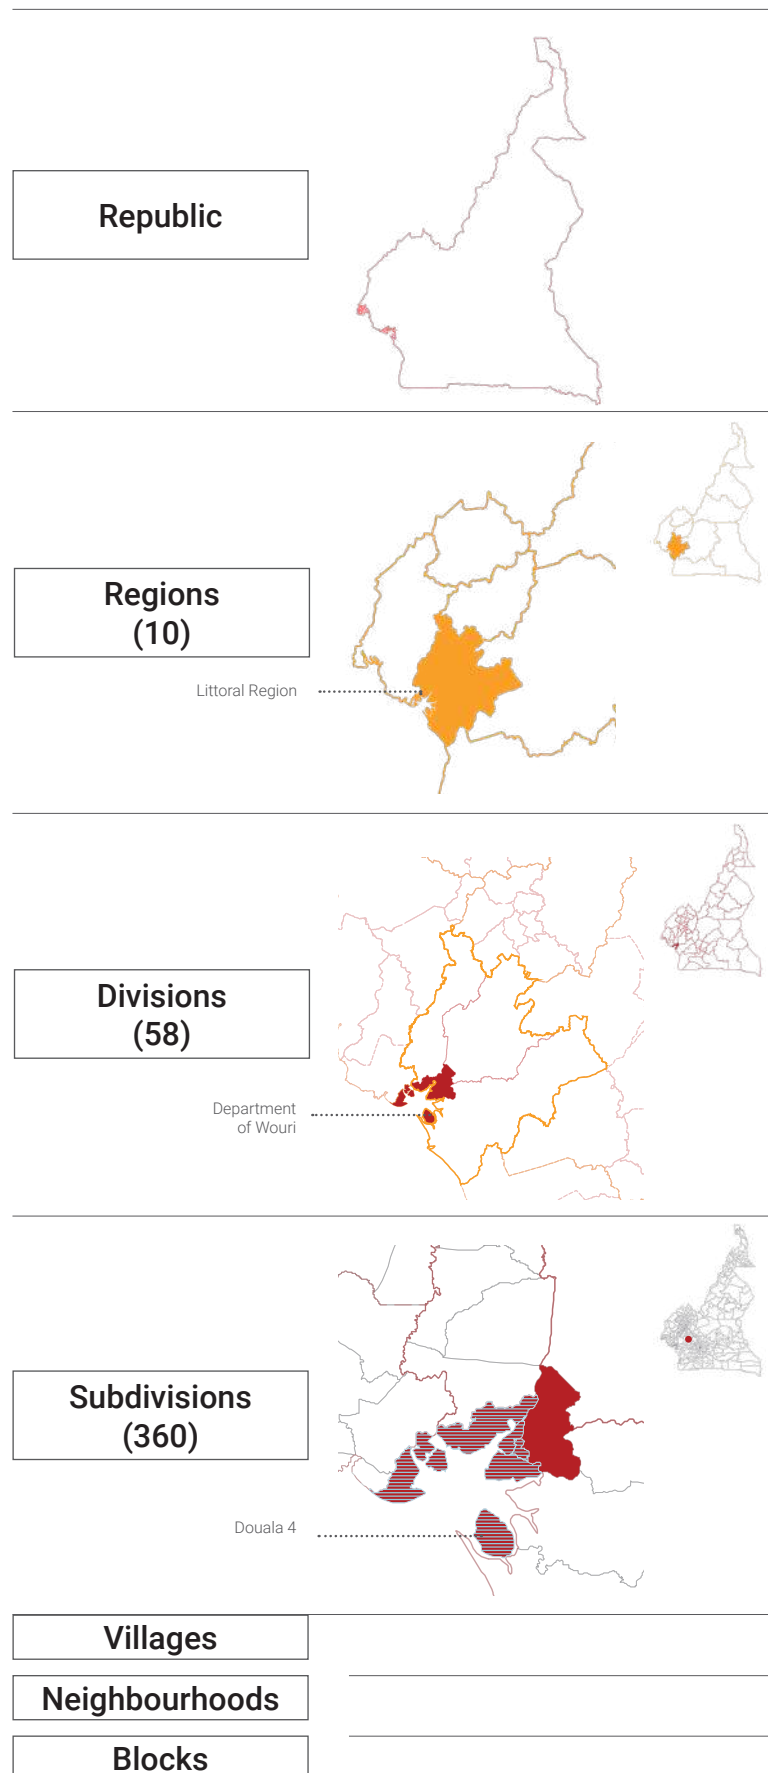 Republic
Regions
(10)
Littoral Region
Divisions
(58)
Department
of Wouri
Subdivisions
(360)
Douala 4
Villages
Neighbourhoods
Blocks